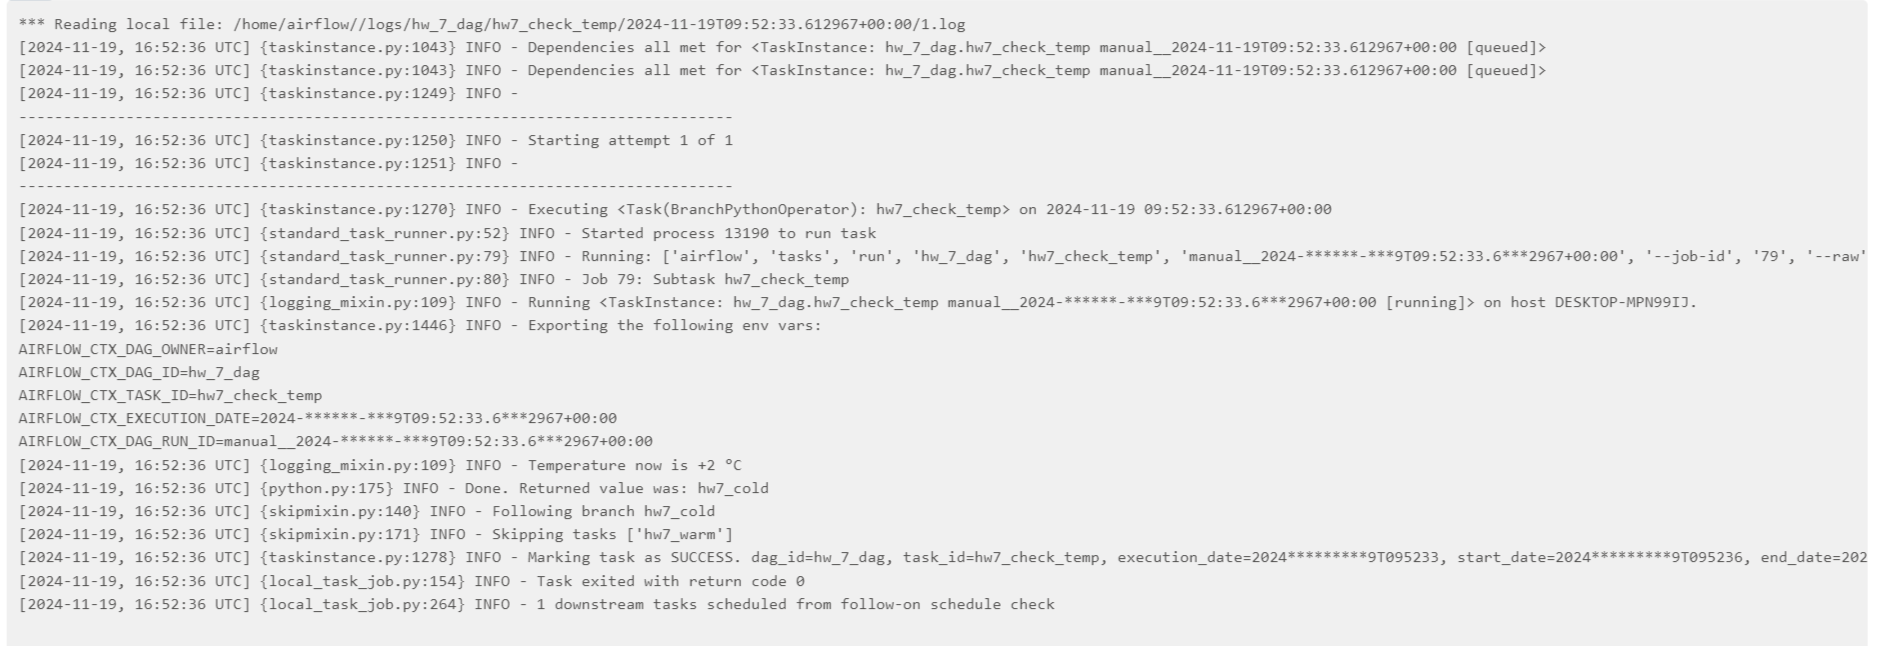 *** Reading local file: /home/airflow//logs/hw_7_dag/hw7_check_temp/2024-11-19T09:52:33.612967+00:00/1.log
[2024-11-19, 16:52:36 UTC] {taskinstance.py:1043} INFO - Dependencies all met for <TaskInstance: hw_7_dag.hw7_check_temp manual__2024-11-19T09:52:33.612967+00:00 [queued]>
[2024-11-19, 16:52:36 UTC] {taskinstance.py:1043} INFO - Dependencies all met for <TaskInstance: hw_7_dag.hw7_check_temp manual__2024-11-19T09:52:33.612967+00:00 [queued]>
[2024-11-19, 16:52:36 UTC] {taskinstance.py:1249} INFO -
--------------------------------------------------------------------------------
[2024-11-19, 16:52:36 UTC] {taskinstance.py:1250} INFO - Starting attempt 1 of 1
[2024-11-19, 16:52:36 UTC] {taskinstance.py:1251} INFO -
--------------------------------------------------------------------------------
[2024-11-19, 16:52:36 UTC] {taskinstance.py:1270} INFO - Executing <Task(BranchPythonOperator): hw7_check_temp> on 2024-11-19 09:52:33.612967+00:00
[2024-11-19, 16:52:36 UTC] {standard_task_runner.py:52} INFO - Started process 13190 to run task
[2024-11-19, 16:52:36 UTC] {standard_task_runner.py:79} INFO - Running: ['airflow', 'tasks', 'run', 'hw_7_dag', 'hw7_check_temp', 'manual__2024-******-***9T09:52:33.6***2967+00:00', '--job-id', '79', '--raw'
[2024-11-19, 16:52:36 UTC] {standard_task_runner.py:80} INFO - Job 79: Subtask hw7_check_temp
[2024-11-19, 16:52:36 UTC] {logging_mixin.py:109} INFO - Running <TaskInstance: hw_7_dag.hw7_check_temp manual__2024-******-***9T09:52:33.6***2967+00:00 [running]> on host DESKTOP-MPN99IJ.
[2024-11-19, 16:52:36 UTC] {taskinstance.py:1446} INFO - Exporting the following env vars:
AIRFLOW_CTX_DAG_OWNER=airflow
AIRFLOW_CTX_DAG_ID=hw_7_dag
AIRFLOW_CTX_TASK_ID=hw7_check_temp
AIRFLOW_CTX_EXECUTION_DATE=2024-******-***9T09:52:33.6***2967+00:00
AIRFLOW_CTX_DAG_RUN_ID=manual__2024-******-***9T09:52:33.6***2967+00:00
[2024-11-19, 16:52:36 UTC] {logging_mixin.py:109} INFO - Temperature now is +2 °C
[2024-11-19, 16:52:36 UTC] {python.py:175} INFO - Done. Returned value was: hw7_cold
[2024-11-19, 16:52:36 UTC] {skipmixin.py:140} INFO - Following branch hw7_cold
[2024-11-19, 16:52:36 UTC] {skipmixin.py:171} INFO - Skipping tasks ['hw7_warm']
[2024-11-19, 16:52:36 UTC] {taskinstance.py:1278} INFO - Marking task as SUCCESS. dag_id=hw_7_dag, task_id=hw7_check_temp, execution_date=2024*********9T095233, start_date=2024*********9T095236, end_date=202
[2024-11-19, 16:52:36 UTC] {local_task_job.py:154} INFO - Task exited with return code 0
[2024-11-19, 16:52:36 UTC] {local_task_job.py:264} INFO - 1 downstream tasks scheduled from follow-on schedule check